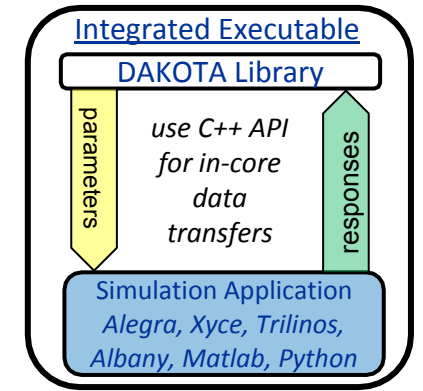 Integrated Executable
DAKOTA Library
parameters
use C++ API
for in-core
data
transfers
responses
Simulation Application
Alegra, Xyce, Trilinos,
Albany, Matlab, Python